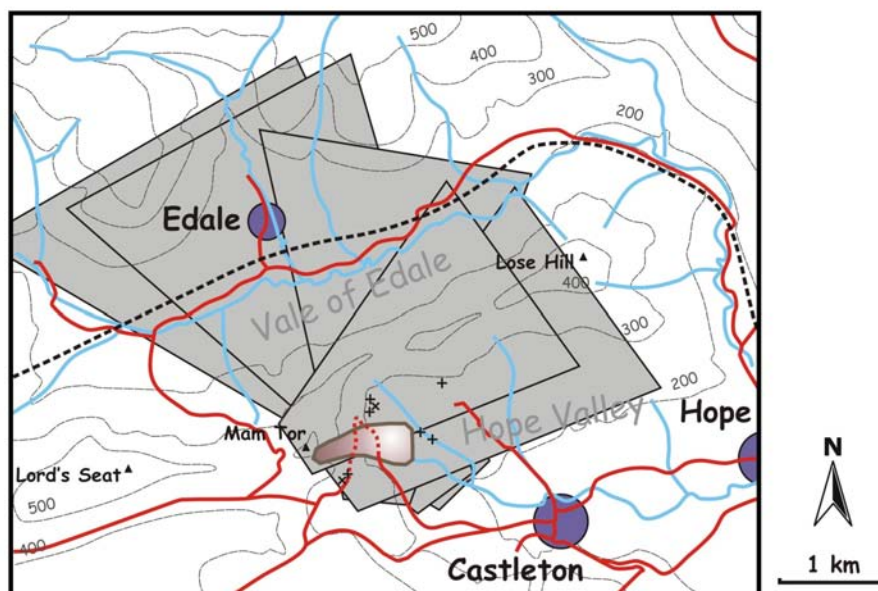 500
400
300
200
Edale
Vale of Edale
Lose Hill
400
300
200
Hope
Hope Valley
Mam Tor
Lord's Seat
500
400
Castleton
N
1 km